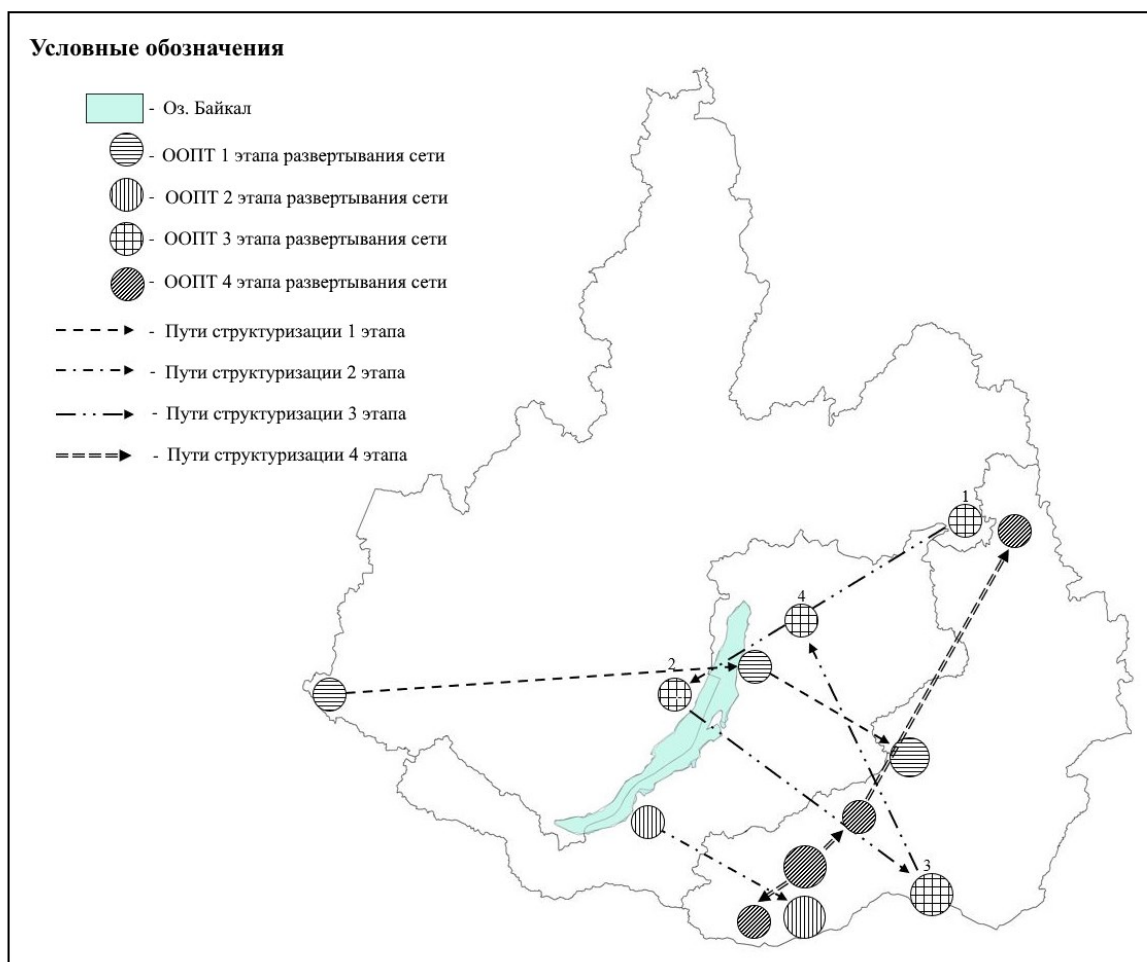 Условные обозначения
- Оз. Байкал
- ООПТ 1 этапа развертывания сети
- ООПТ 2 этапа развертывания сети
- ООПТ 3 этапа развертывания сети
- ООПТ 4 этапа развертывания сети
- Пути структуризации 1 этапа
- Пути структуризации 2 этапа
- Пути структуризации 3 этапа
- Пути структуризации 4 этапа
1
4
2
3